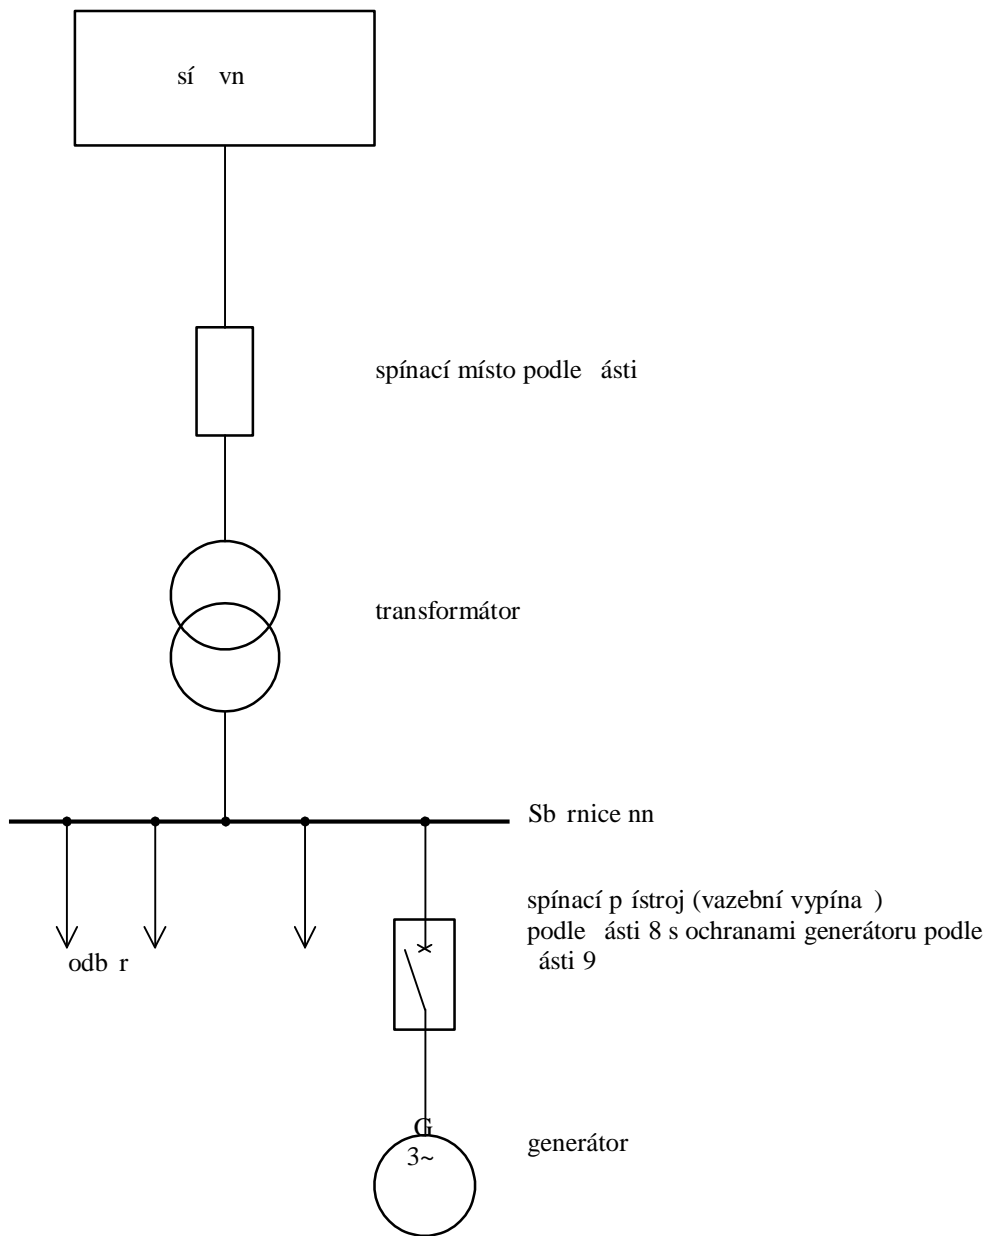 sí vn
spínací místo podle ásti
transformátor
Sb rnice nn
spínací p ístroj (vazební vypína )
podle ásti 8 s ochranami generátoru podle
ásti 9
odb r
G
3~
generátor